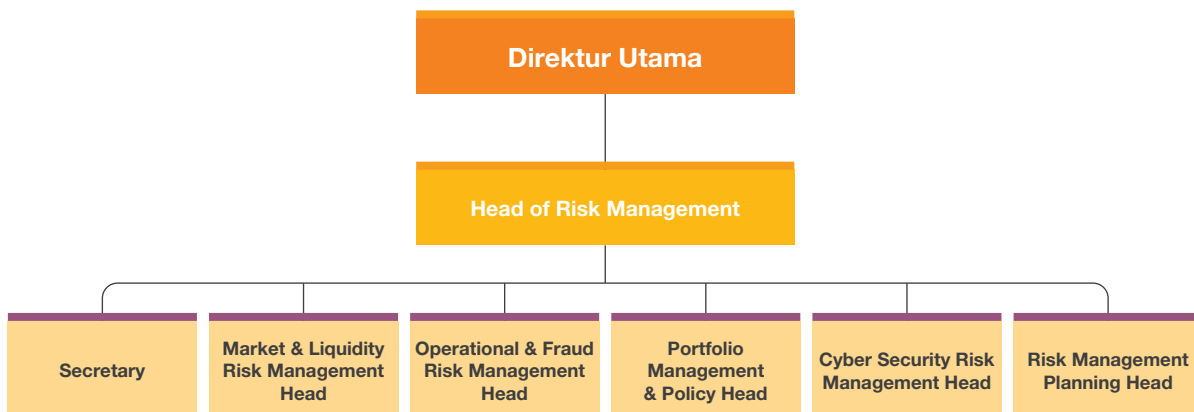 Direktur Utama
Head of Risk Management
Secretary
Market & Liquidity
Risk Management
Head
Operational & Fraud
Risk Management
Head
Portfolio
Management
& Policy Head
Cyber Security Risk
Management Head
Risk Management
Planning Head